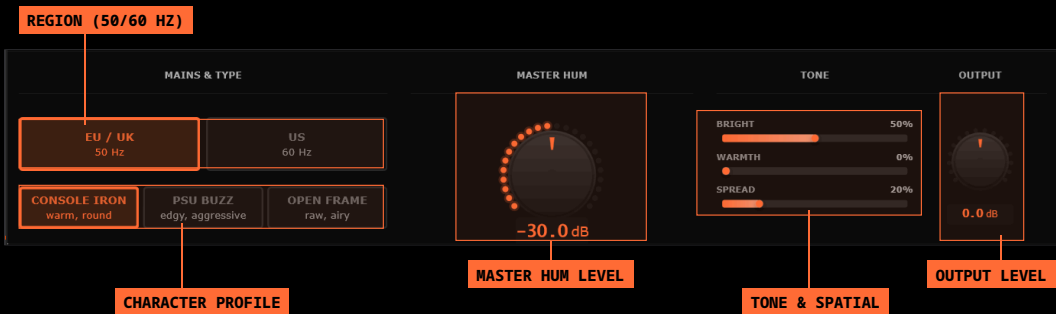 REGION (50/60 HZ)
MAINS & TYPE
MASTER HUM
TONE
OUTPUT
EU / UK
50 Hz
US
60 Hz
CONSOLE IRON
warm, round
PSU BUZZ
edgy, aggressive
OPEN FRAME
raw, airy
-30.0 dB
BRIGHT 50%
WARMTH 0%
SPREAD 20%
0.0 dB
CHARACTER PROFILE
MASTER HUM LEVEL
TONE & SPATIAL
OUTPUT LEVEL